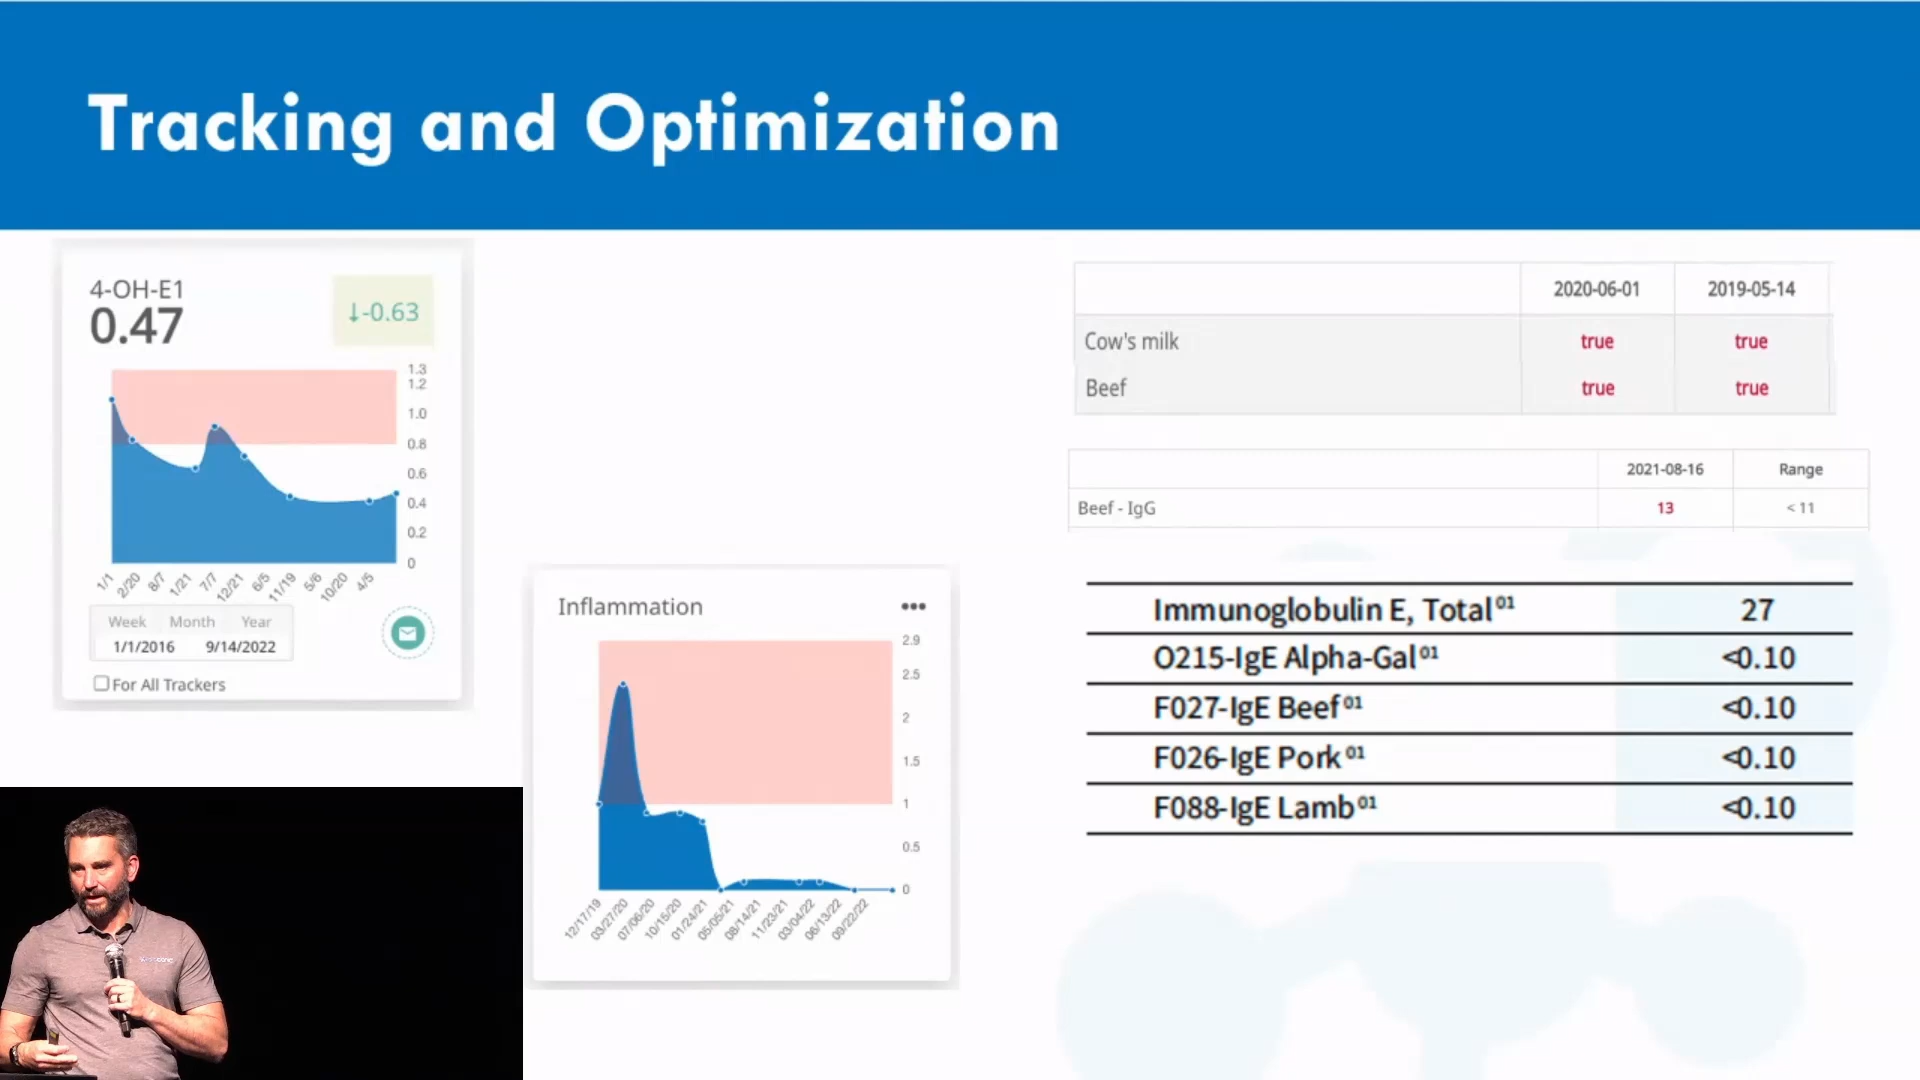 Tracking and Optimization
4-OH-E1
0.47
↓-0.63
1.3
1.2
1.0
0.8
0.6
0.4
0.2
0
1/1
2/20
8/7
1/21
7/7
12/21
6/5
11/19
5/6
10/20
4/5
Week Month Year
1/1/2016 9/14/2022
For All Trackers
Inflammation
2.9
2.5
2
1.5
1
0.5
0
12/17/19
03/27/20
07/06/20
10/15/20
01/24/21
05/05/21
08/14/21
11/23/21
03/04/22
06/13/22
09/22/22
2020-06-01 2019-05-14
Cow's milk true true
Beef true true
2021-08-16 Range
Beef - IgG 13 < 11
Immunoglobulin E, Total 01 27
O215-IgE Alpha-Gal 01 <0.10
F027-IgE Beef 01 <0.10
F026-IgE Pork 01 <0.10
F088-IgE Lamb 01 <0.10